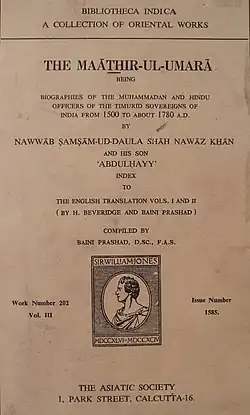 BIBLIOTHECA INDICA
A COLLECTION OF ORIENTAL WORKS
THE MAĀTHIR-UL-UMARĀ
BEING
BIOGRAPHIES OF THE MUHAMMADAN AND HINDU
OFFICERS OF THE TIMURID SOVEREIGNS OF
INDIA FROM 1500 TO ABOUT 1780 A.D.
BY
NAWWĀB ṢAMṢĀM-UD-DAULA SHĀH NAWĀZ KHĀN
AND HIS SON
'ABDULḤAYY
INDEX
TO
THE ENGLISH TRANSLATION VOLS. I AND II
( BY H. BEVERIDGE AND BAINI PRASHAD )
COMPILED BY
BAINI PRASHAD, D.SC., F.A.S.
SIR WILLIAM JONES
MDCCXLVI-MDCCXCIV
Work Number 202
Vol. III
Issue Number
1585.
THE ASIATIC SOCIETY
1, PARK STREET, CALCUTTA-16.